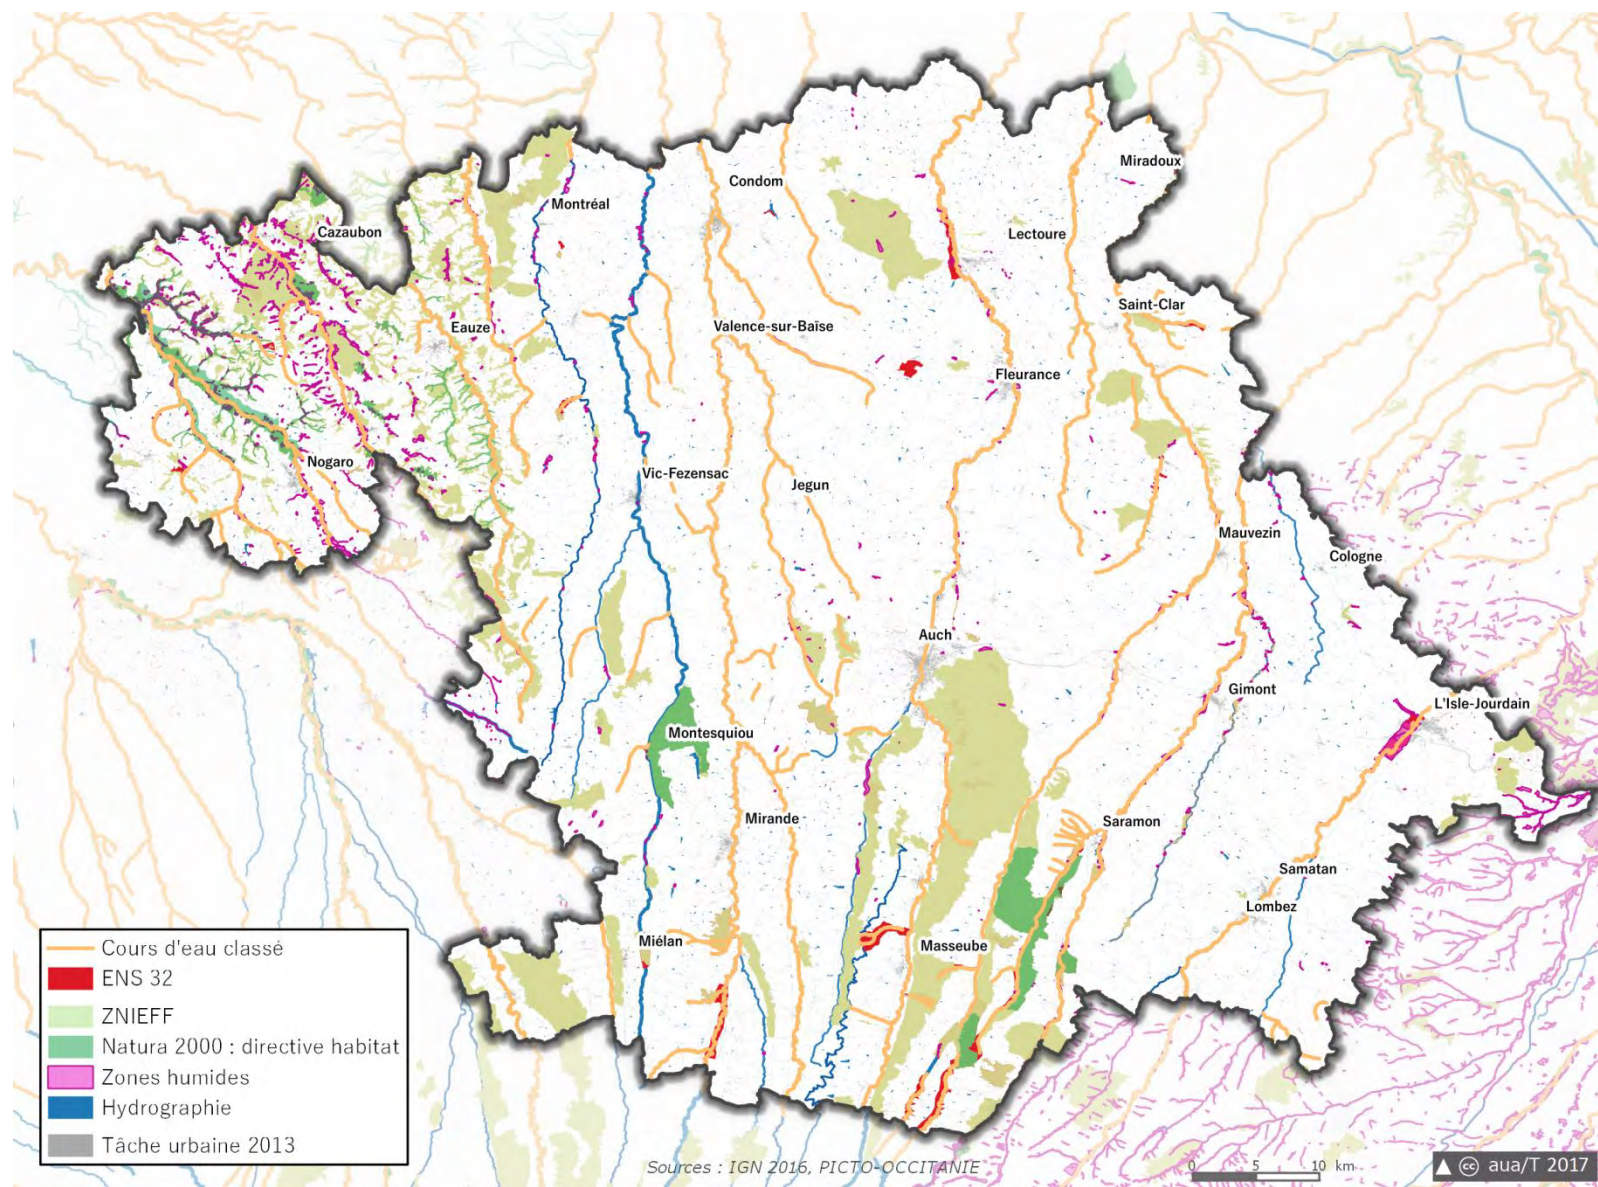 Miradoux
Condom
Montréal
Cazaubon
Lectoure
Saint-Clar
Eauze
Valence-sur-Baïse
Fleurance
Nogaro
Vic-Fezensac
Jegun
Mauvezin
Cologne
Auch
Gimont
L'Isle-Jourdain
Montesquiou
Mirande
Saramon
Samatan
Lombez
Miélan
Masseube
Cours d'eau classé
ENS 32
ZNIEFF
Natura 2000 : directive habitat
Zones humides
Hydrographie
Tâche urbaine 2013
Sources : IGN 2016, PICTO-OCCITANIE
0 5 10 km
cc aua/T 2017